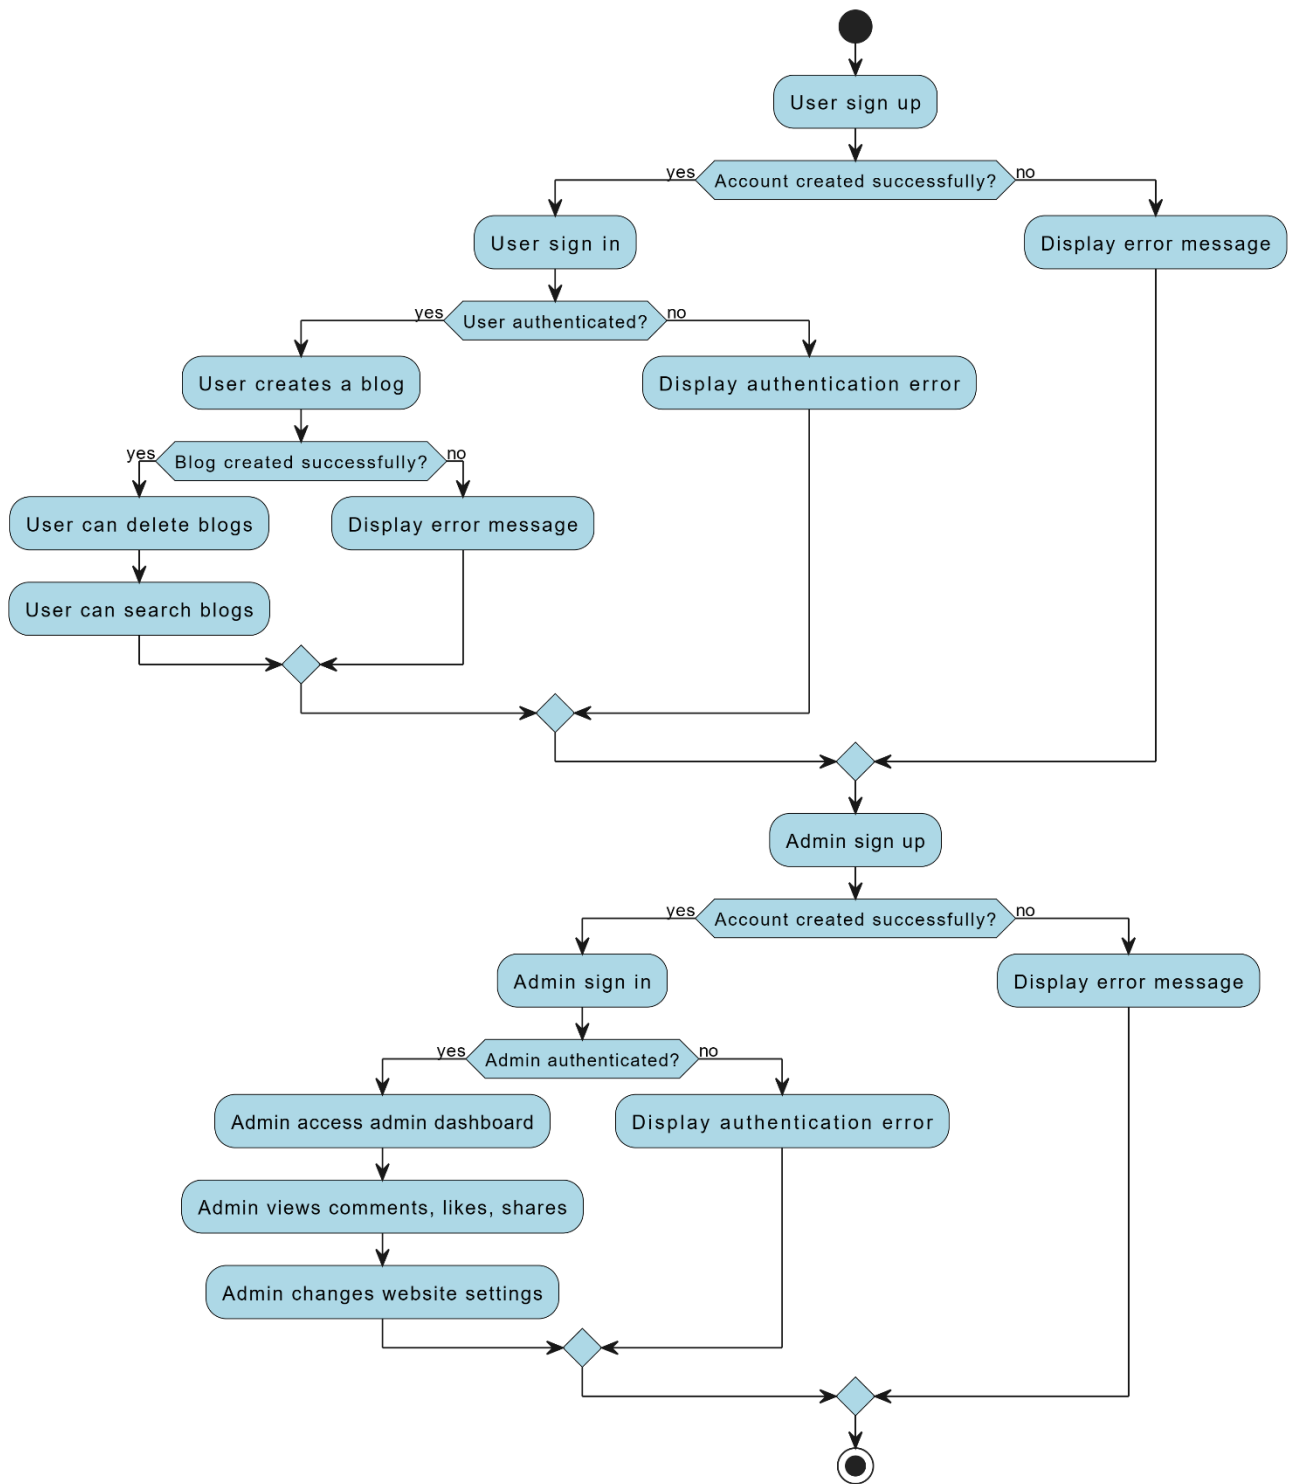 User sign up
yes
Account created successfully?
no
User sign in
Display error message
yes
User authenticated?
no
User creates a blog
Display authentication error
yes
Blog created successfully?
no
User can delete blogs
Display error message
User can search blogs
Admin sign up
yes
Account created successfully?
no
Admin sign in
Display error message
yes
Admin authenticated?
no
Admin access admin dashboard
Display authentication error
Admin views comments, likes, shares
Admin changes website settings